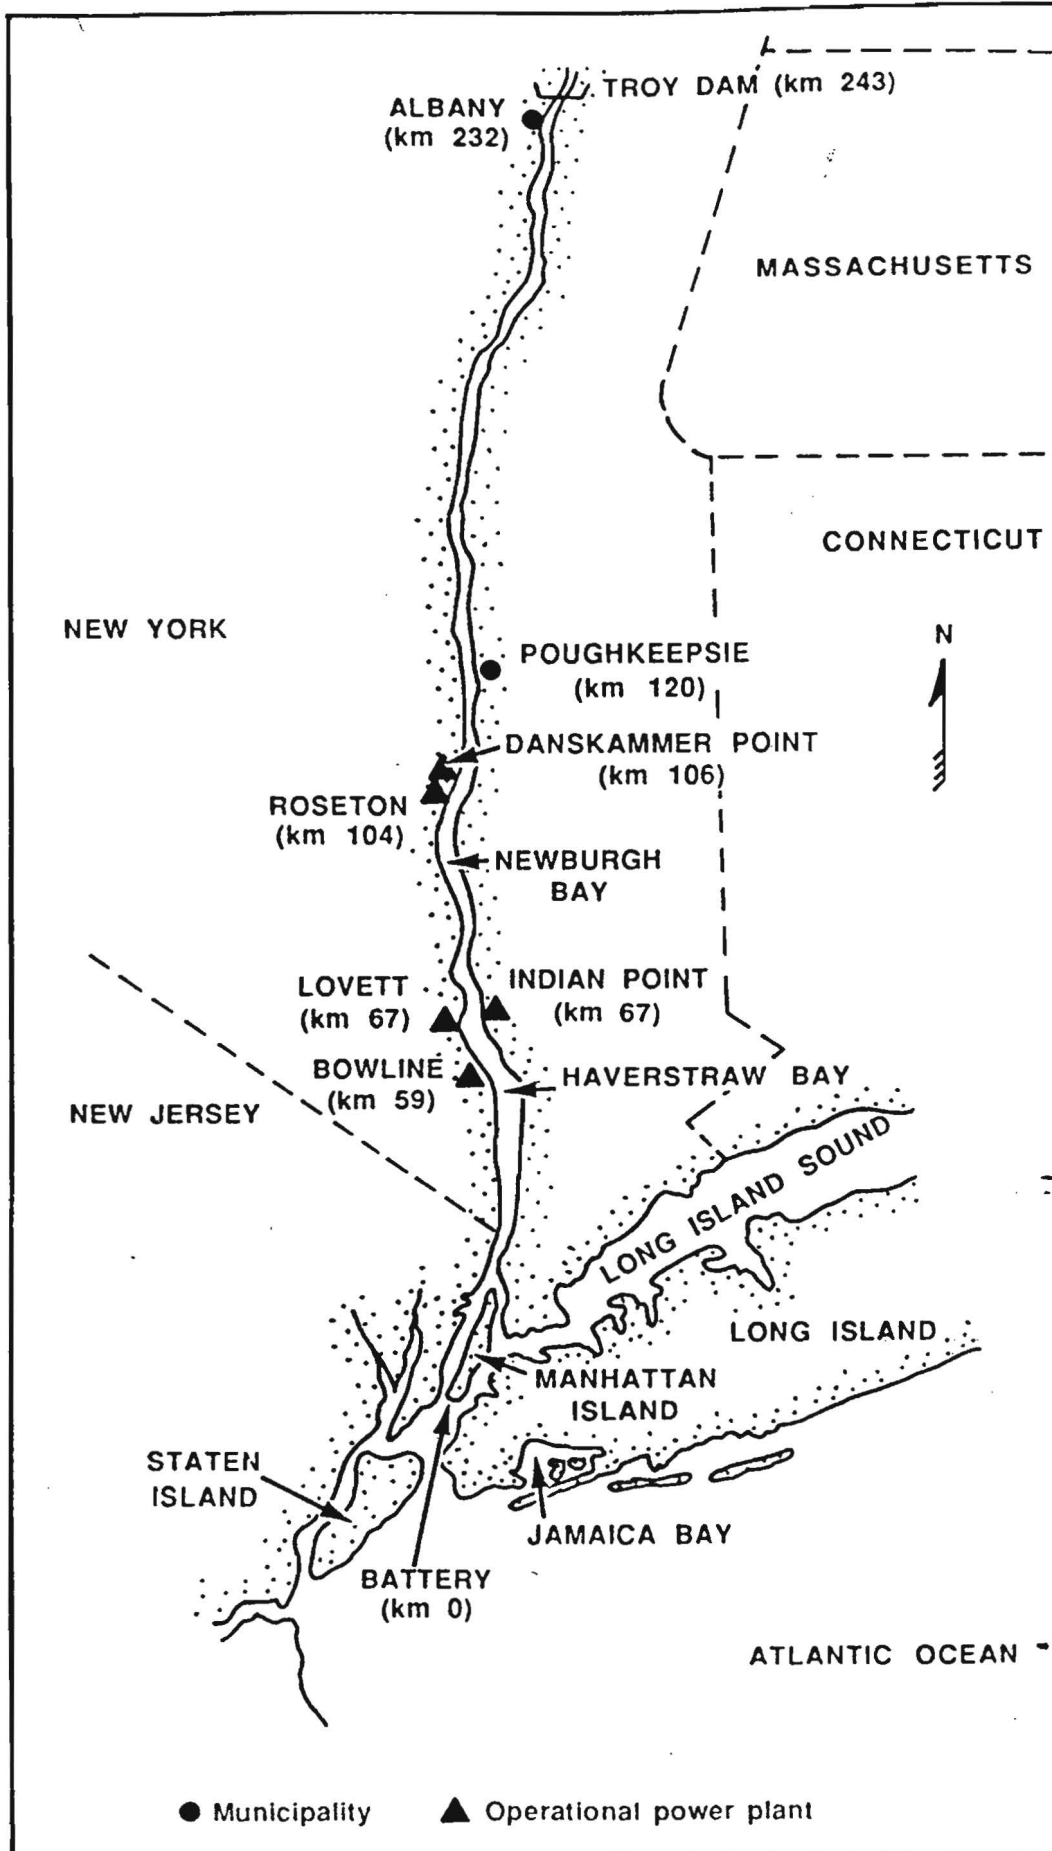 TROY DAM (km 243)
ALBANY
(km 232)
MASSACHUSETTS
CONNECTICUT
NEW YORK
N
POUGHKEEPSIE
(km 120)
DANSKAMMER POINT
(km 106)
ROSETON
(km 104)
NEWBURGH
BAY
LOVETT
(km 67)
INDIAN POINT
(km 67)
BOWLINE
(km 59)
HAVERSTRAW BAY
NEW JERSEY
LONG ISLAND SOUND
LONG ISLAND
MANHATTAN
ISLAND
STATEN
ISLAND
JAMAICA BAY
BATTERY
(km 0)
ATLANTIC OCEAN
Municipality
Operational power plant